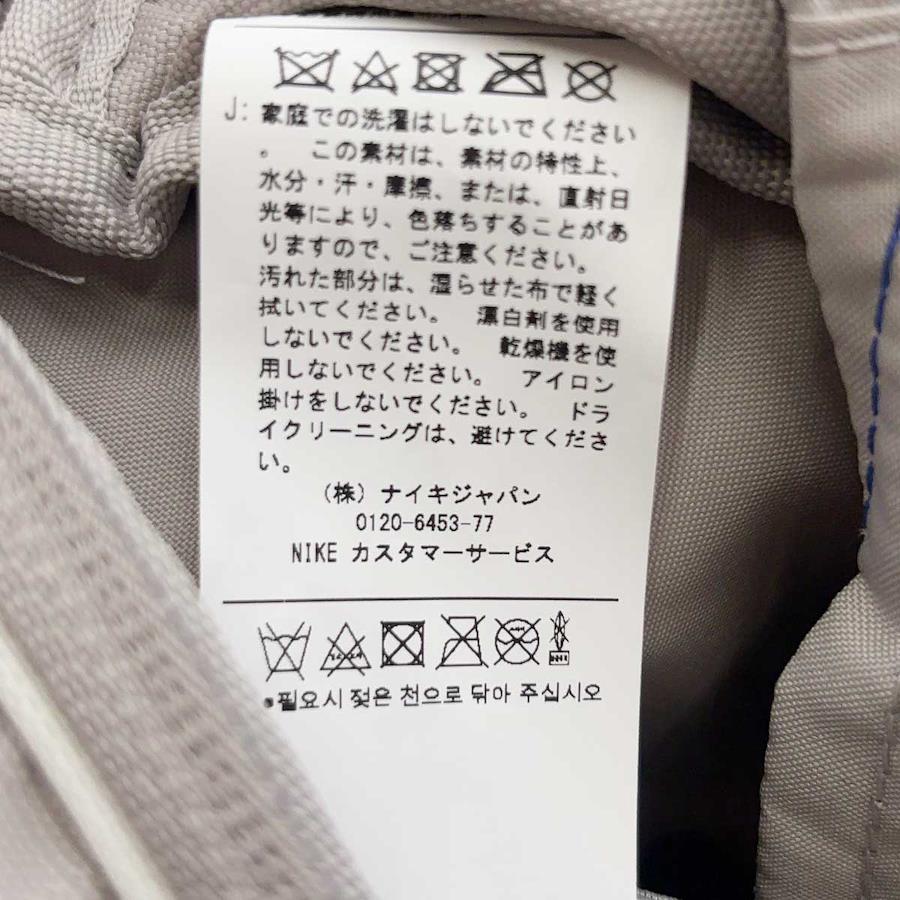 J: 家庭での洗濯はしないでください
。 この素材は、素材の特性上、
水分・汗・摩擦、または、直射日
光等により、色落ちすることがあ
りますので、ご注意ください。
汚れた部分は、湿らせた布で軽く
拭いてください。 漂白剤を使用
しないでください。 乾燥機を使
用しないでください。 アイロン
掛けをしないでください。 ドラ
イクリーニングは、避けてくださ
い。
(株) ナイキジャパン
0120-6453-77
NIKE カスタマーサービス
*필요시 젖은 천으로 닦아 주십시오